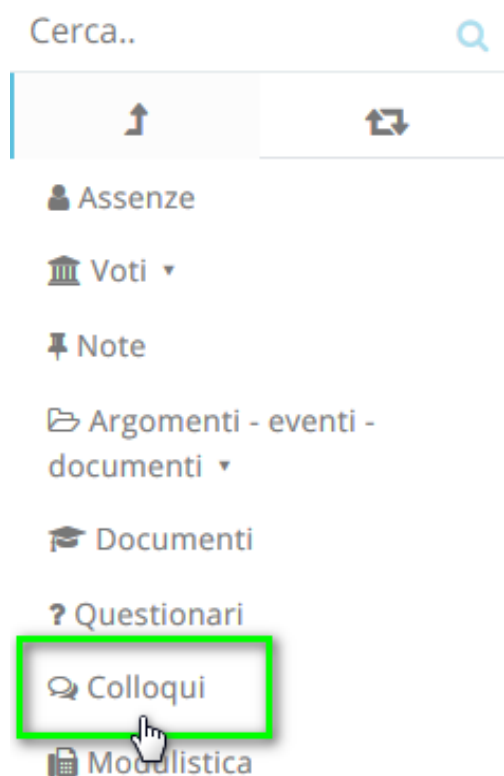 Cerca..
Assenze
Voti
Note
Argomenti - eventi -
documenti
Documenti
? Questionari
Colloqui
Modulistica